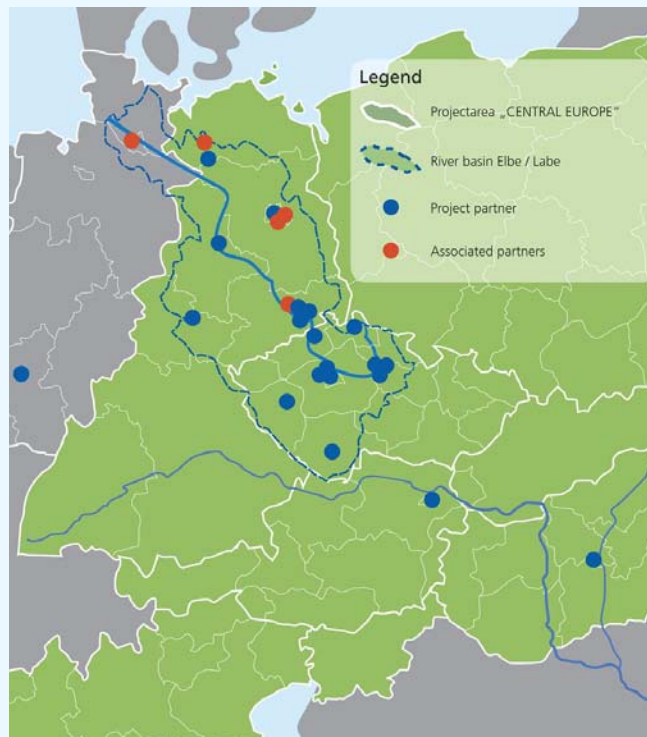 Legend
Projectarea „CENTRAL EUROPE"
River basin Elbe / Labe
Project partner
Associated partners